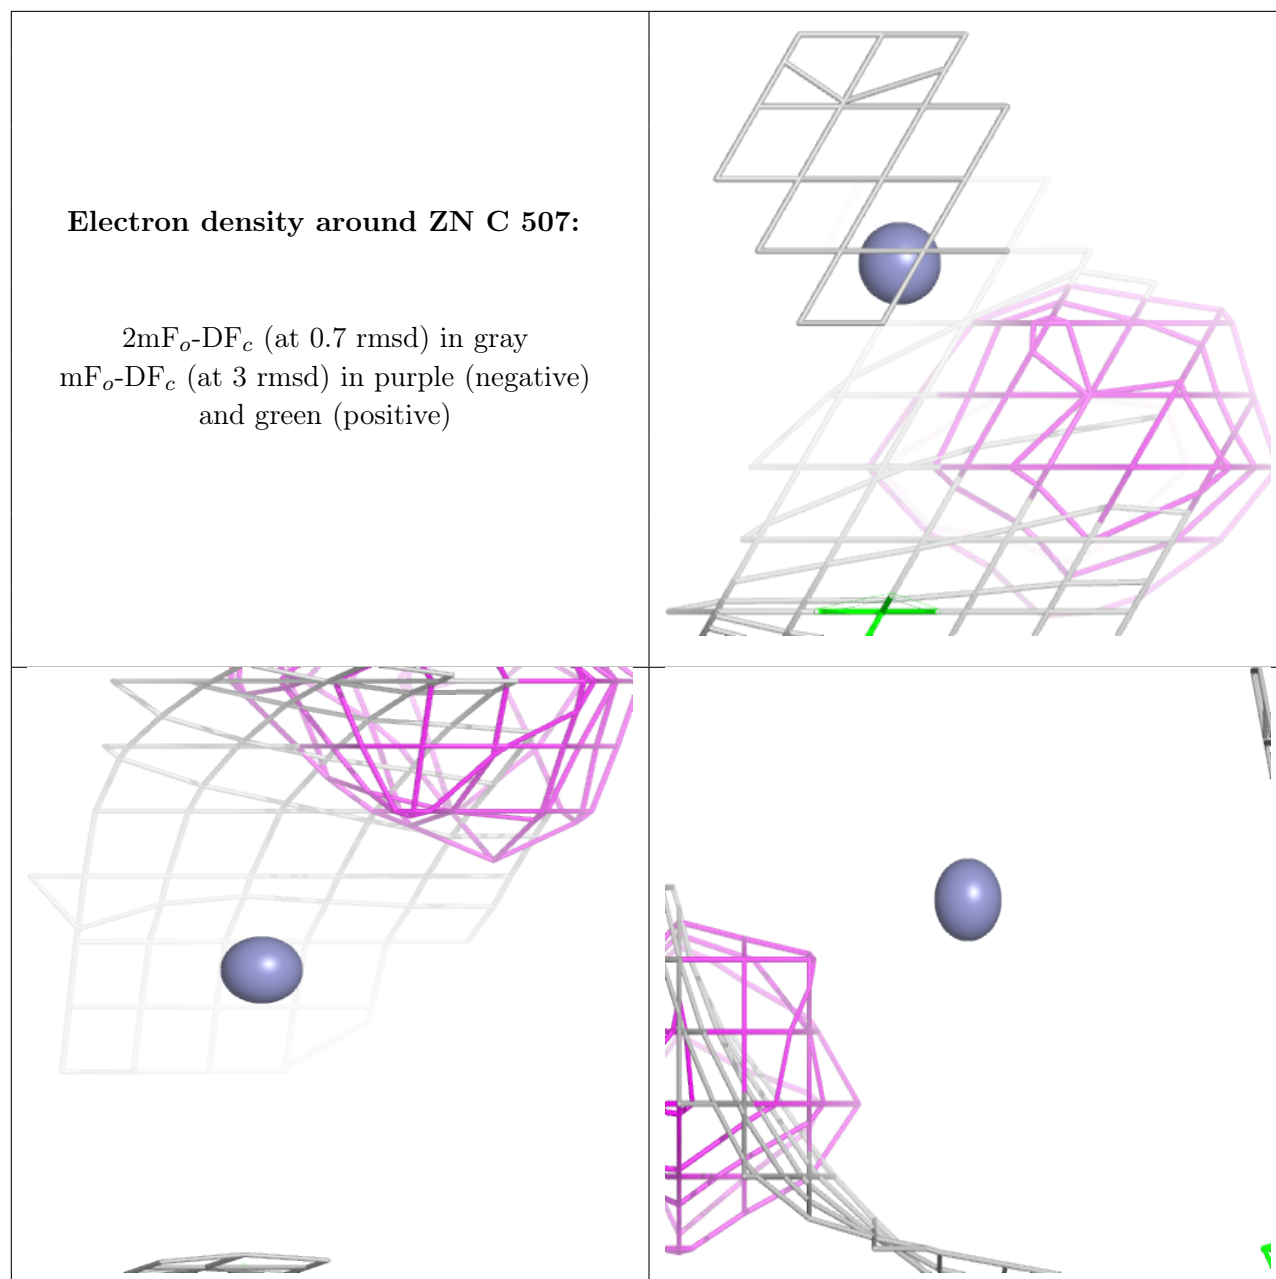 Electron density around ZN C 507:
2mFo-DFc (at 0.7 rmsd) in gray
mFo-DFc (at 3 rmsd) in purple (negative)
and green (positive)